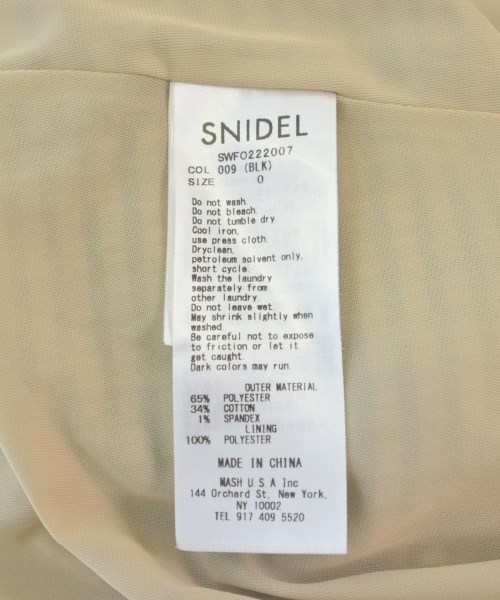 SNIDEL
SWFO222007
COL 009 (BLK)
SIZE 0
Do not wash.
Do not bleach.
Do not tumble dry
Cool iron.
use press cloth.
Dryclean,
petroleum solvent only.
short cycle.
Wash the laundry
separately from
other laundry.
Do not leave wet.
May shrink slightly when
washed.
Be careful not to expose
to friction or let it
get caught.
Dark colors may run.
OUTER MATERIAL
65% POLYESTER
34% COTTON
1% SPANDEX
LINING
100% POLYESTER
MADE IN CHINA
MASH U S A Inc
144 Orchard St, New York,
NY 10002
TEL 917 409 5520